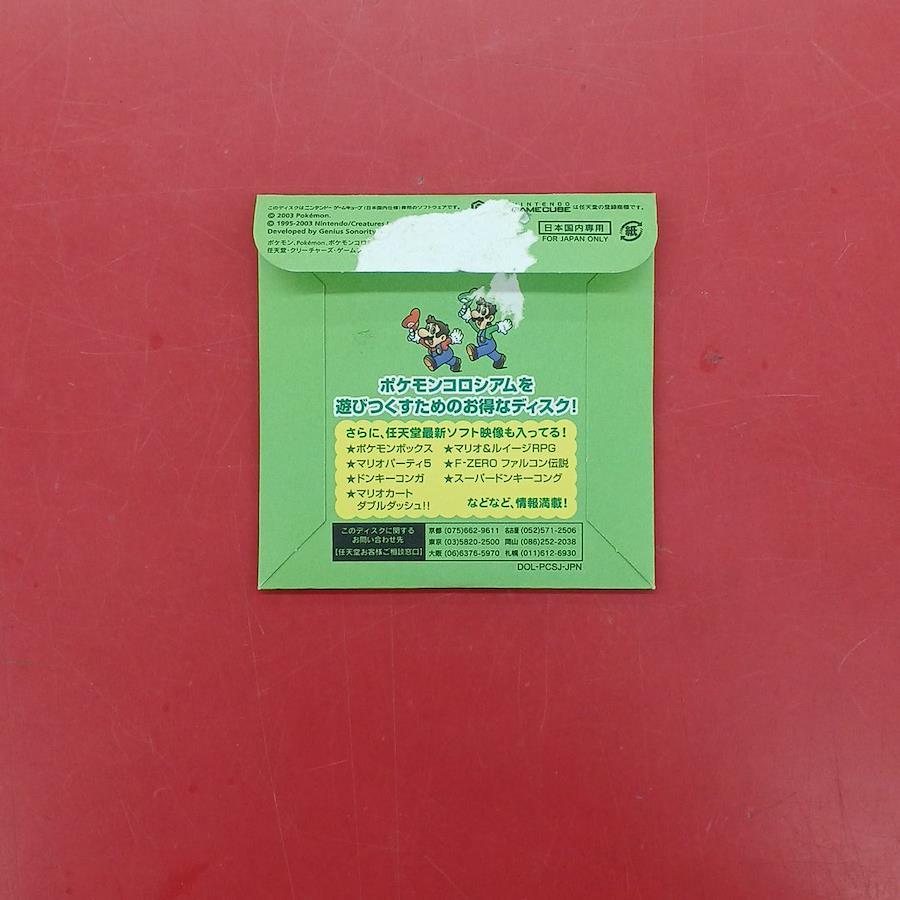 このディスクはニンテンドーゲームキューブ(日本国内仕様)専用のソフトウェアです。
NINTENDO GAMECUBEは任天堂の登録商標です。
© 2003 Pokémon.
© 1995-2003 Nintendo/Creatures
Developed by Genius Sonority
ポケモン、Pokémon、ポケモンコロ
任天堂・クリーチャーズ・ゲーム
日本国内専用
FOR JAPAN ONLY
紙
ポケモンコロシアムを
遊びつくすためのお得なディスク!
さらに、任天堂最新ソフト映像も入ってる!
★ポケモンボックス ★マリオ&ルイージRPG
★マリオパーティ5 ★F-ZERO ファルコン伝説
★ドンキーコンガ ★スーパードンキーコング
★マリオカート
ダブルダッシュ!! などなど、情報満載!
このディスクに関する
お問い合わせ先
【任天堂お客様ご相談窓口】
京都 (075)662-9611 名古屋 (052)571-2506
東京 (03)5820-2500 岡山 (086)252-2038
大阪 (06)6376-5970 札幌 (011)612-6930
DOL-PCSJ-JPN